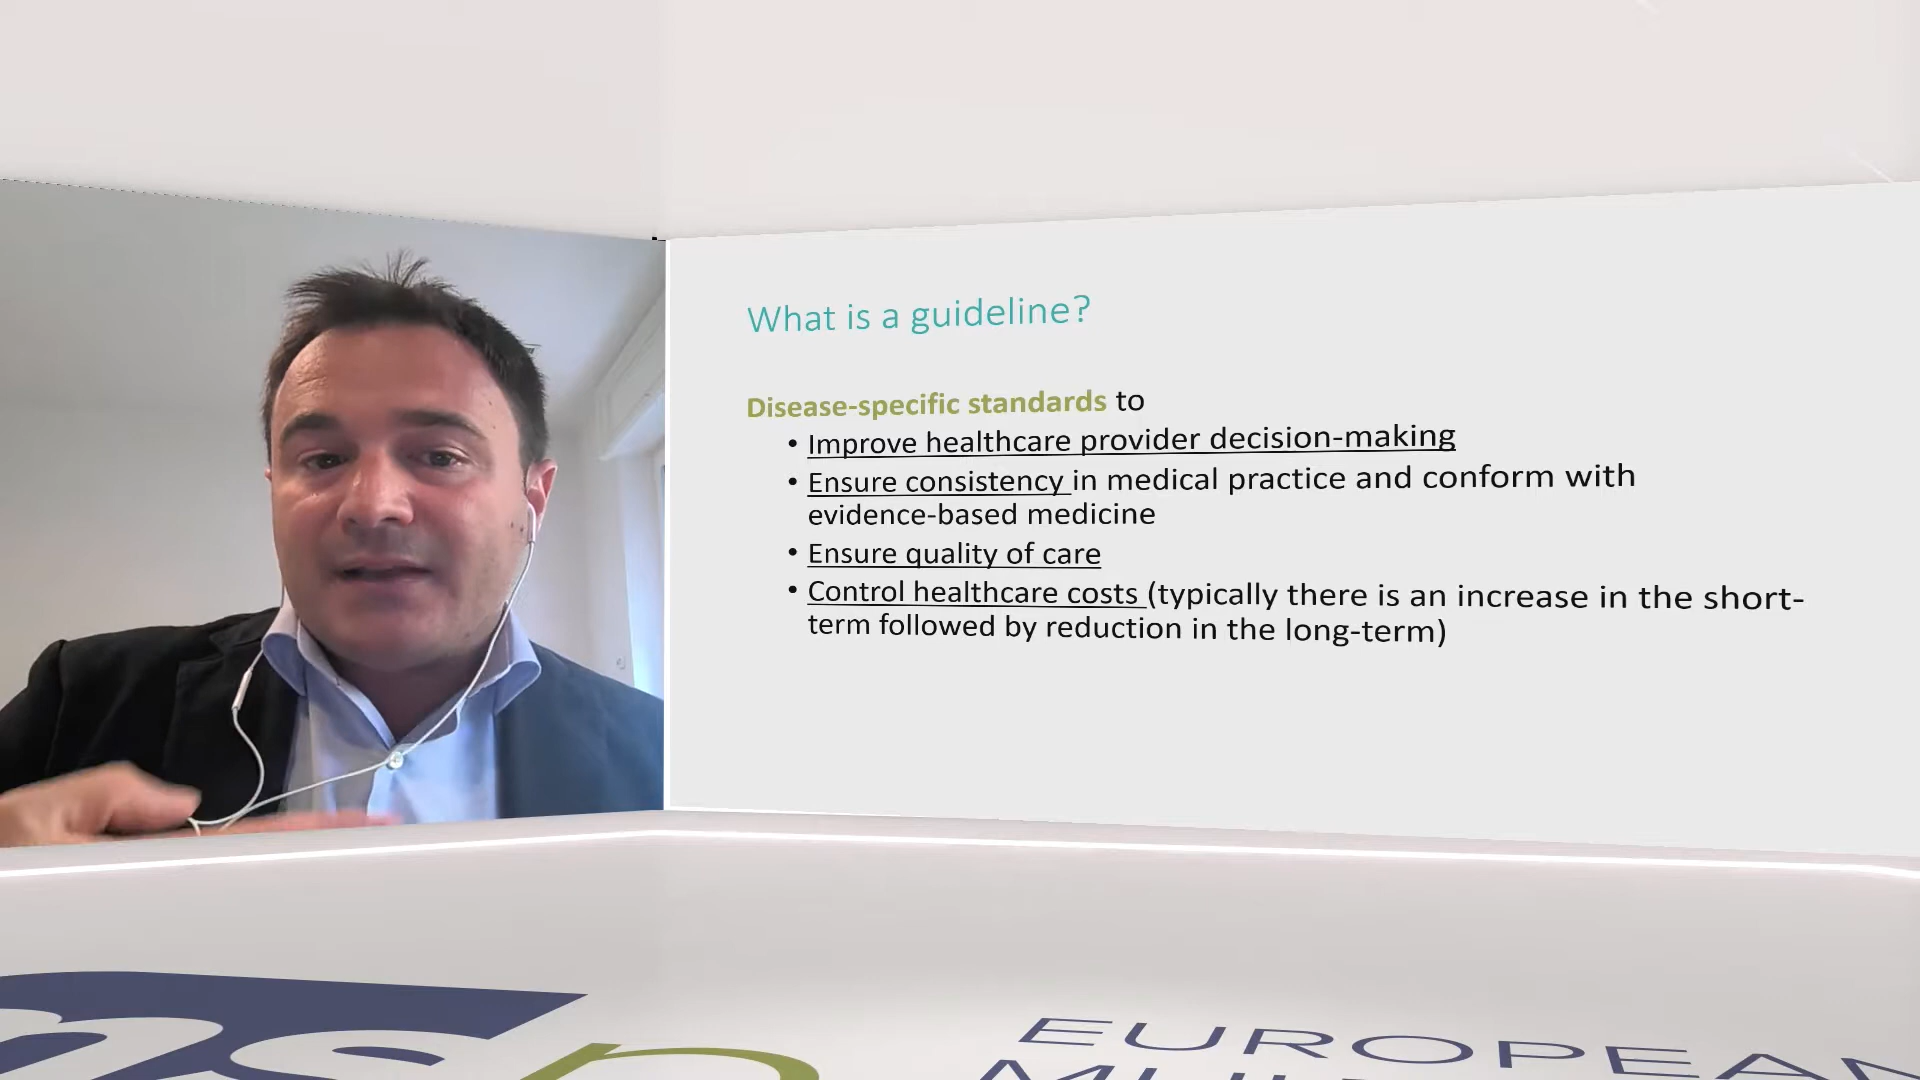 What is a guideline?
Disease-specific standards to
• Improve healthcare provider decision-making
• Ensure consistency in medical practice and conform with
evidence-based medicine
• Ensure quality of care
• Control healthcare costs (typically there is an increase in the short-
term followed by reduction in the long-term)
EUROPEAN